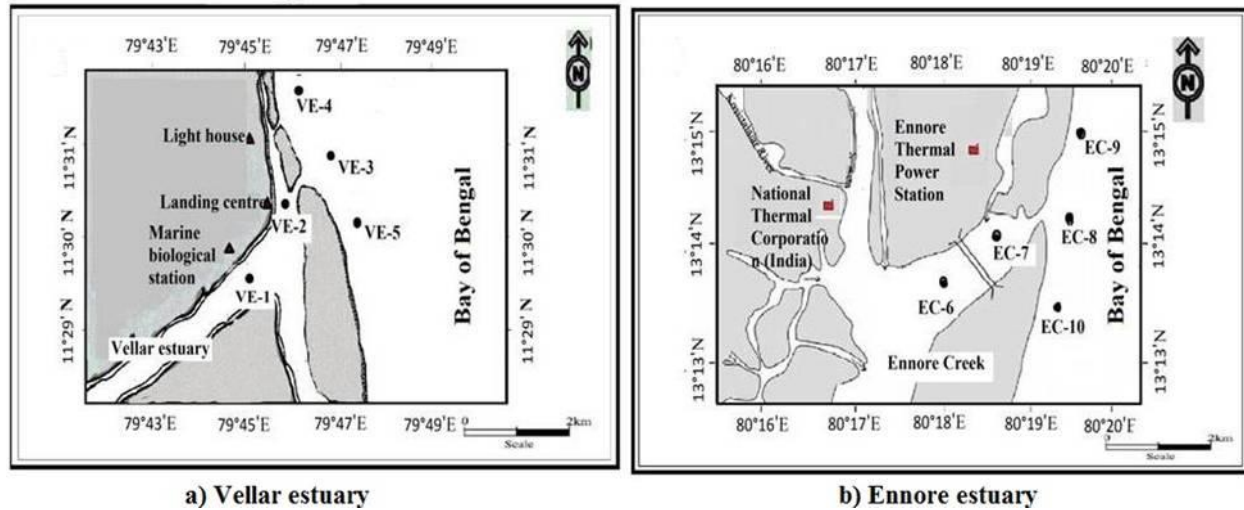 79°43'E 79°45'E 79°47'E 79°49'E
N
VE-4
Light house
11°31' N
VE-3
11°31' N
Landing centre
VE-2
Marine
biological
station
11°30' N
VE-5
11°30' N
VE-1
Bay of Bengal
11°29' N
Vellar estuary
11°29' N
79°43'E 79°45'E 79°47'E 79°49'E
2km
Scale
a) Vellar estuary
80°16'E 80°17'E 80°18'E 80°19'E 80°20'E
N
Ennore
Thermal
Power
Station
13°15'N
EC-9
13°15'N
National
Thermal
Corporatio
n (India)
EC-8
13°14'N
EC-7
13°14'N
EC-6
EC-10
Bay of Bengal
13°13'N
Ennore Creek
13°13'N
80°16'E 80°17'E 80°18'E 80°19'E 80°20'E
2km
Scale
b) Ennore estuary